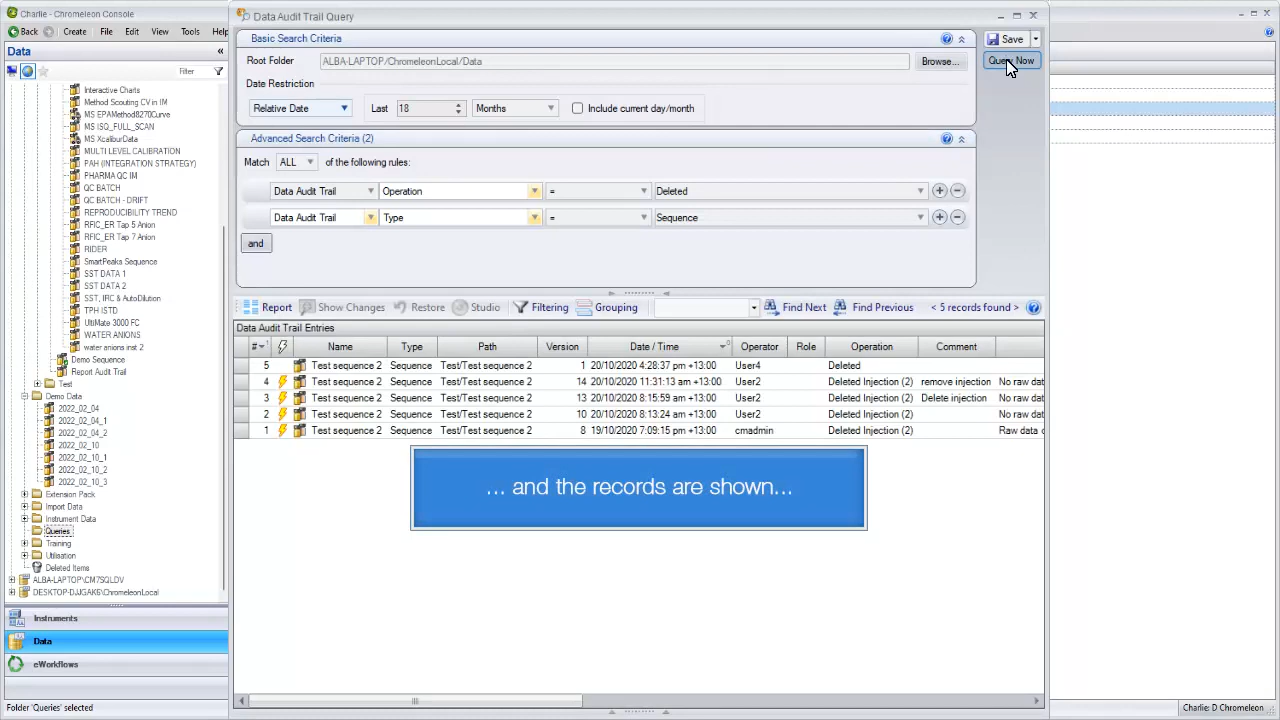 Charlie - Chromeleon Console
Back Create File Edit View Tools Help
Data
Filter
Interactive Charts
Method Scouting CV in IM
MS EPAMethod8270Curve
MS ISQ_FULL_SCAN
MS XcaliburData
MULTI LEVEL CALIBRATION
PAH (INTEGRATION STRATEGY)
PHARMA QC IM
QC BATCH
QC BATCH - DRIFT
REPRODUCIBILITY TREND
RFIC_ER Tap 5 Anion
RFIC_ER Tap 7 Anion
RIDER
SmartPeaks Sequence
SST DATA 1
SST DATA 2
SST, IRC & AutoDilution
TPH ISTD
UltiMate 3000 FC
WATER ANIONS
water anions inst 2
Demo Sequence
Report Audit Trail
Test
Demo Data
2022_02_04
2022_02_04_1
2022_02_04_2
2022_02_10
2022_02_10_1
2022_02_10_2
2022_02_10_3
Extension Pack
Import Data
Instrument Data
Queries
Training
Utilisation
Deleted Items
ALBA-LAPTOP\CM7SQLDV
DESKTOP-DJJGAK6\ChromeleonLocal
Instruments
Data
eWorkflows
Folder 'Queries' selected
Data Audit Trail Query
Basic Search Criteria
Save
Root Folder ALBA-LAPTOP/ChromeleonLocal/Data Browse... Query Now
Date Restriction
Relative Date Last 18 Months Include current day/month
Advanced Search Criteria (2)
Match ALL of the following rules:
Data Audit Trail Operation = Deleted
Data Audit Trail Type = Sequence
and
Report Show Changes Restore Studio Filtering Grouping Find Next Find Previous < 5 records found >
Data Audit Trail Entries
# Name Type Path Version Date / Time Operator Role Operation Comment
5 Test sequence 2 Sequence Test/Test sequence 2 1 20/10/2020 4:28:37 pm +13:00 User4 Deleted
4 Test sequence 2 Sequence Test/Test sequence 2 14 20/10/2020 11:31:13 am +13:00 User2 Deleted Injection (2) remove injection No raw dat
3 Test sequence 2 Sequence Test/Test sequence 2 13 20/10/2020 8:15:59 am +13:00 User2 Deleted Injection (2) Delete injection No raw dat
2 Test sequence 2 Sequence Test/Test sequence 2 10 20/10/2020 8:13:24 am +13:00 User2 Deleted Injection (2) No raw dat
1 Test sequence 2 Sequence Test/Test sequence 2 8 19/10/2020 7:09:15 pm +13:00 cmadmin Deleted Injection (2) Raw data c
... and the records are shown...
Charlie: D Chromeleon